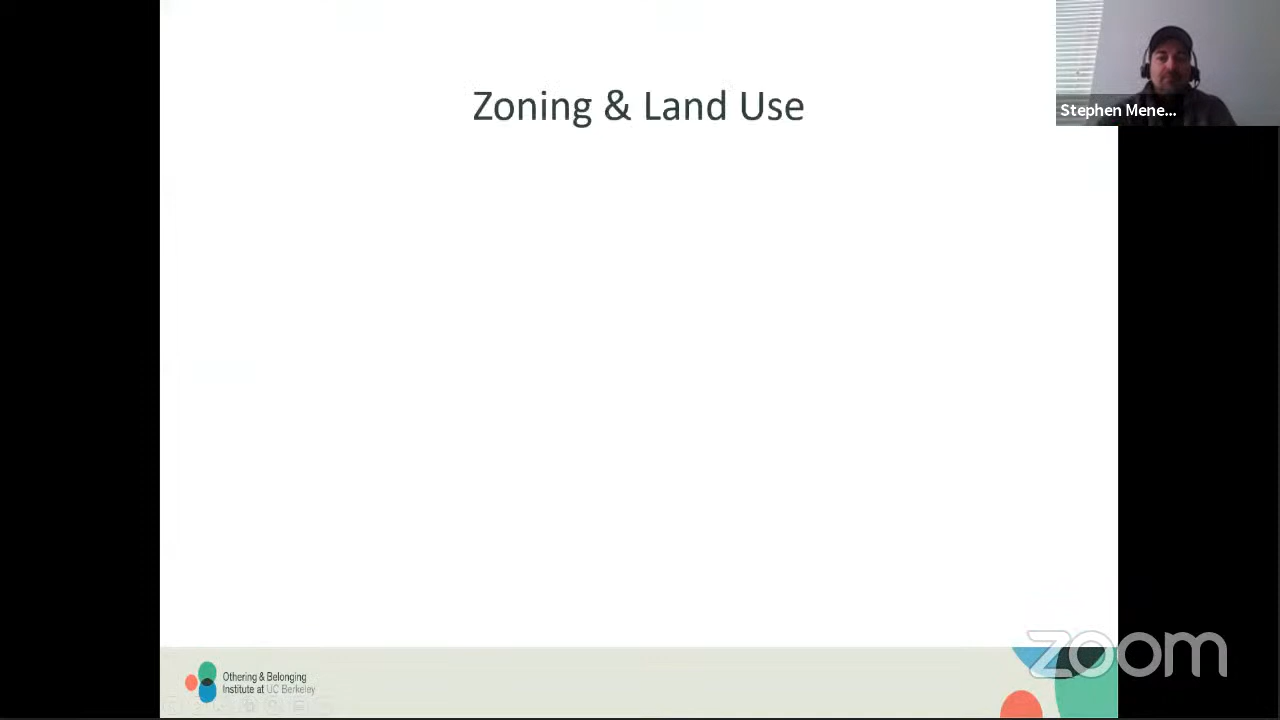 Zoning & Land Use
Stephen Mene...
Othering & Belonging
Institute at UC Berkeley
zoom